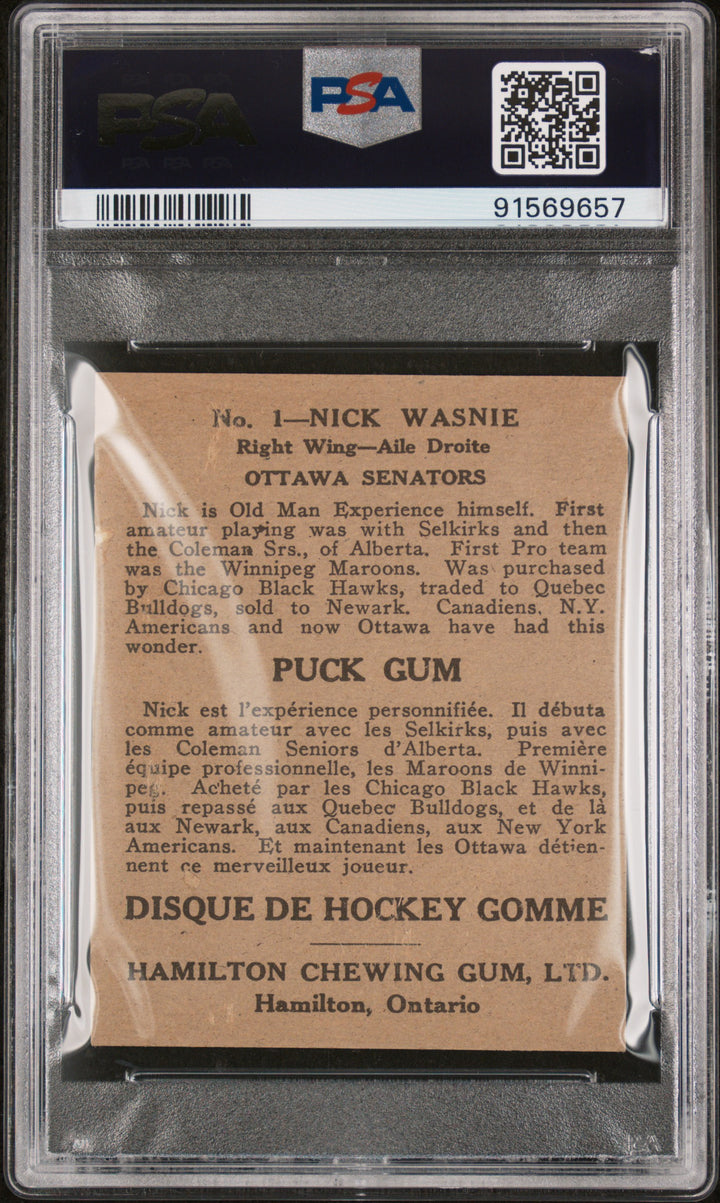 PSA
PSA
91569657
No. 1—NICK WASNIE
Right Wing—Aile Droite
OTTAWA SENATORS
Nick is Old Man Experience himself. First
amateur playing was with Selkirks and then
the Coleman Srs., of Alberta. First Pro team
was the Winnipeg Maroons. Was purchased
by Chicago Black Hawks, traded to Quebec
Bulldogs, sold to Newark. Canadiens, N.Y.
Americans and now Ottawa have had this
wonder.
PUCK GUM
Nick est l'expérience personnifiée. Il débuta
comme amateur avec les Selkirks, puis avec
les Coleman Seniors d'Alberta. Première
équipe professionnelle, les Maroons de Winni-
peg. Acheté par les Chicago Black Hawks,
puis repassé aux Quebec Bulldogs, et de là
aux Newark, aux Canadiens, aux New York
Americans. Et maintenant les Ottawa détien-
nent ce merveilleux joueur.
DISQUE DE HOCKEY GOMME
HAMILTON CHEWING GUM, LTD.
Hamilton, Ontario